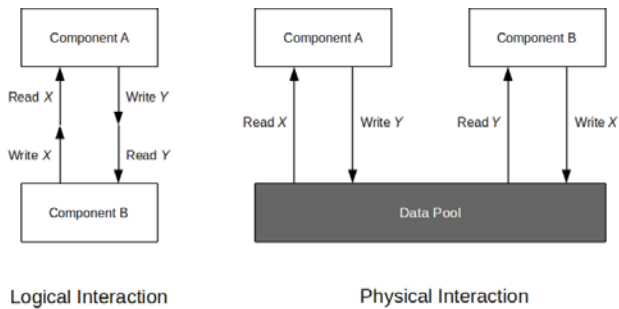 Component A
Component A
Component B
Read X
Write Y
Read X
Write Y
Read Y
Write X
Write X
Read Y
Component B
Data Pool
Logical Interaction
Physical Interaction